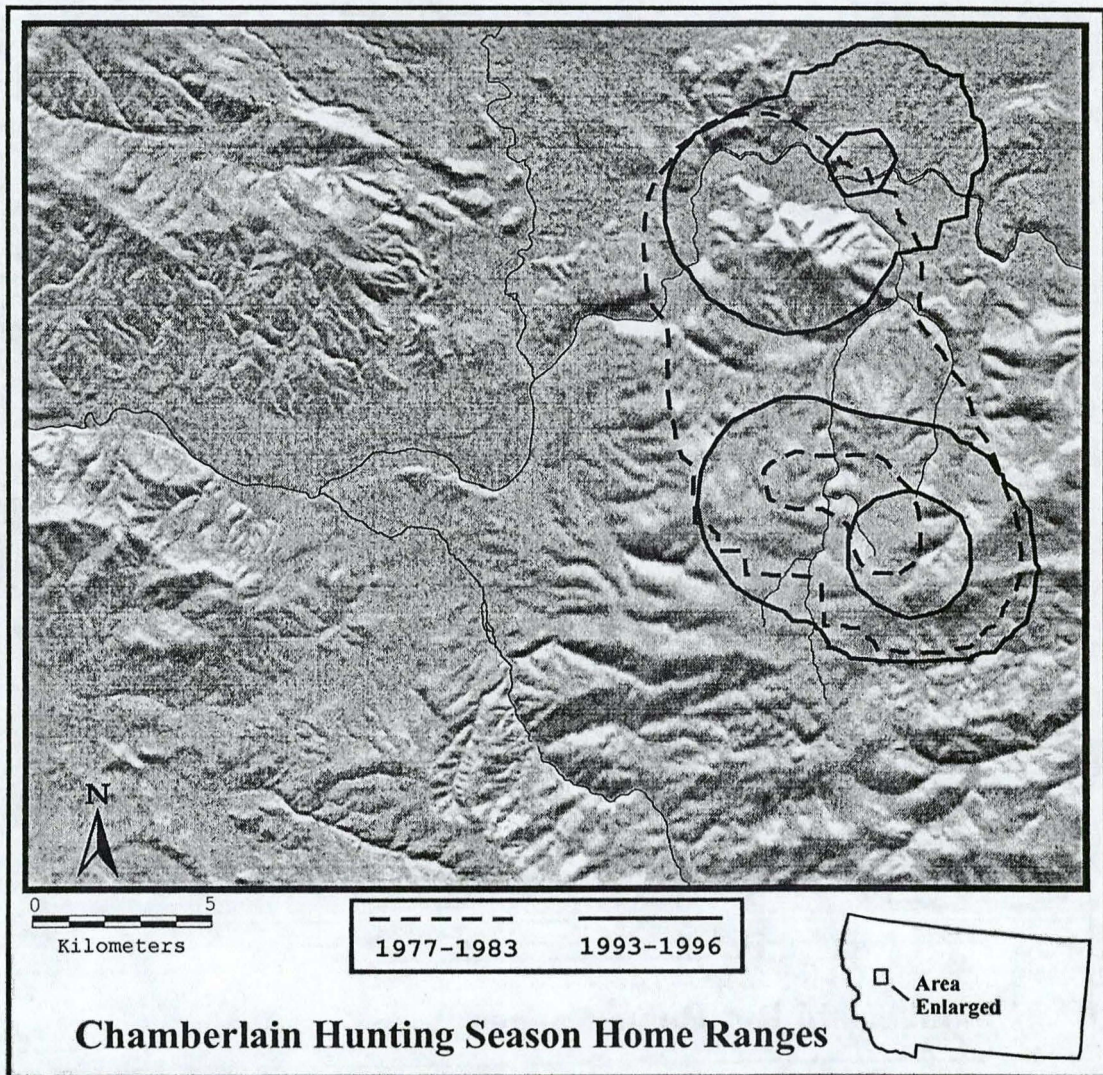 N
0 5
Kilometers
1977-1983 1993-1996
Area
Enlarged
Chamberlain Hunting Season Home Ranges